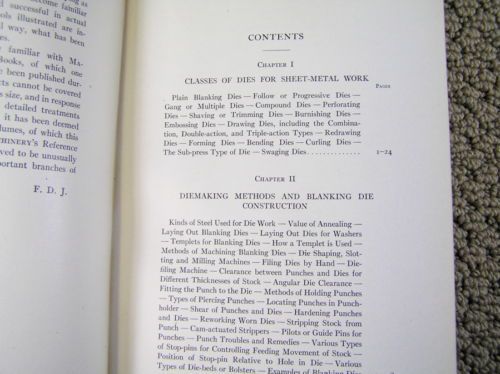 ng as
ecome familiar
d successful in actual
ools illustrated are in-
al way, what has been
familiar with MA-
Books, of which one
been published dur-
cts cannot be covered
s size, and in response
detailed treatments
it has been deemed
lumes, of which this
CHINERY'S Reference
ved to be unusually
portant branches of
F. D. J.
CONTENTS
CHAPTER I
CLASSES OF DIES FOR SHEET-METAL WORK
PAGES
Plain Blanking Dies — Follow or Progressive Dies —
Gang or Multiple Dies — Compound Dies — Perforating
Dies — Shaving or Trimming Dies — Burnishing Dies —
Embossing Dies — Drawing Dies, including the Combina-
tion, Double-action, and Triple-action Types — Redrawing
Dies — Forming Dies — Bending Dies — Curling Dies —
The Sub-press Type of Die — Swaging Dies............... 1-24
CHAPTER II
DIEMAKING METHODS AND BLANKING DIE
CONSTRUCTION
Kinds of Steel Used for Die Work — Value of Annealing —
Laying Out Blanking Dies — Laying Out Dies for Washers
— Templets for Blanking Dies — How a Templet is Used —
Methods of Machining Blanking Dies — Die Shaping, Slot-
ting and Milling Machines — Filing Dies by Hand — Die-
filing Machine — Clearance between Punches and Dies for
Different Thicknesses of Stock — Angular Die Clearance —
Fitting the Punch to the Die — Methods of Holding Punches
— Types of Piercing Punches — Locating Punches in Punch-
holder — Shear of Punches and Dies — Hardening Punches
and Dies — Reworking Worn Dies — Stripping Stock from
Punch — Cam-actuated Strippers — Pilots or Guide Pins for
Punches — Punch Troubles and Remedies — Various Types
of Stop-pins for Controlling Feeding Movement of Stock —
Position of Stop-pin Relative to Hole in Die — Various
Types of Die-beds or Bolsters — Examples of Blanking Dies